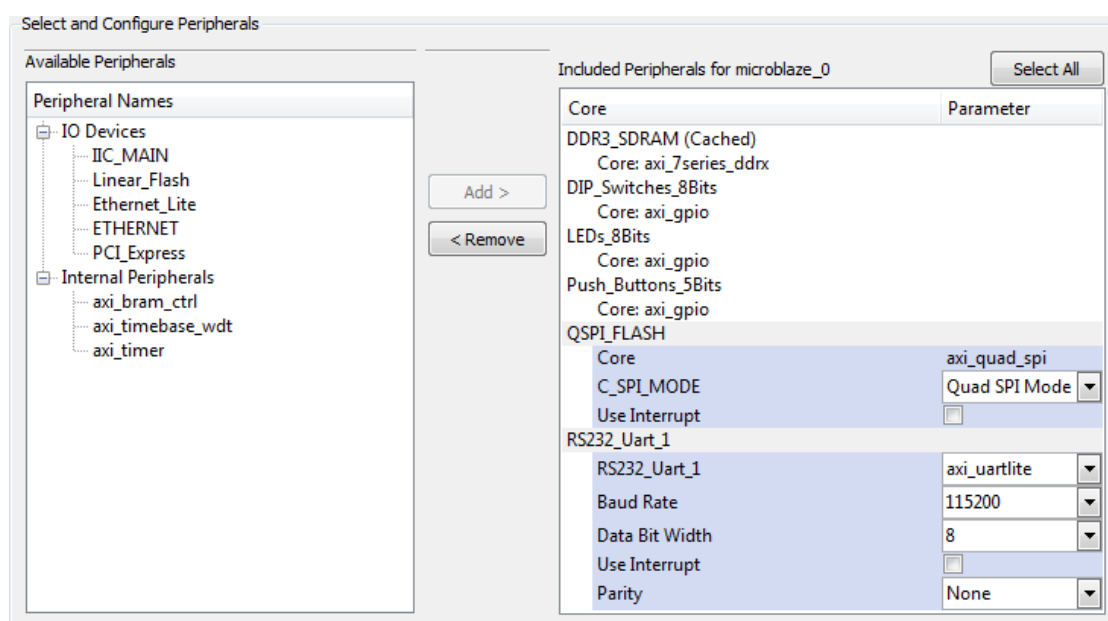 Select and Configure Peripherals
Available Peripherals
Peripheral Names
IO Devices
IIC_MAIN
Linear_Flash
Ethernet_Lite
ETHERNET
PCI_Express
Internal Peripherals
axi_bram_ctrl
axi_timebase_wdt
axi_timer
Add >
< Remove
Included Peripherals for microblaze_0
Select All
Core Parameter
DDR3_SDRAM (Cached)
Core: axi_7series_ddrx
DIP_Switches_8Bits
Core: axi_gpio
LEDs_8Bits
Core: axi_gpio
Push_Buttons_5Bits
Core: axi_gpio
QSPI_FLASH
Core axi_quad_spi
C_SPI_MODE Quad SPI Mode
Use Interrupt
RS232_Uart_1
RS232_Uart_1 axi_uartlite
Baud Rate 115200
Data Bit Width 8
Use Interrupt
Parity None